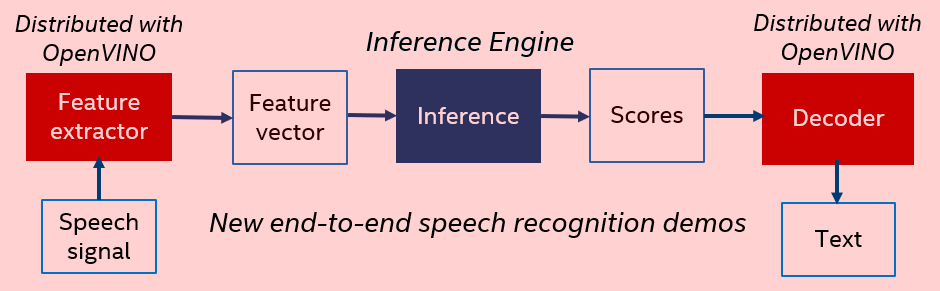 Distributed with
OpenVINO
Inference Engine
Distributed with
OpenVINO
Feature
extractor
Feature
vector
Inference
Scores
Decoder
Speech
signal
New end-to-end speech recognition demos
Text